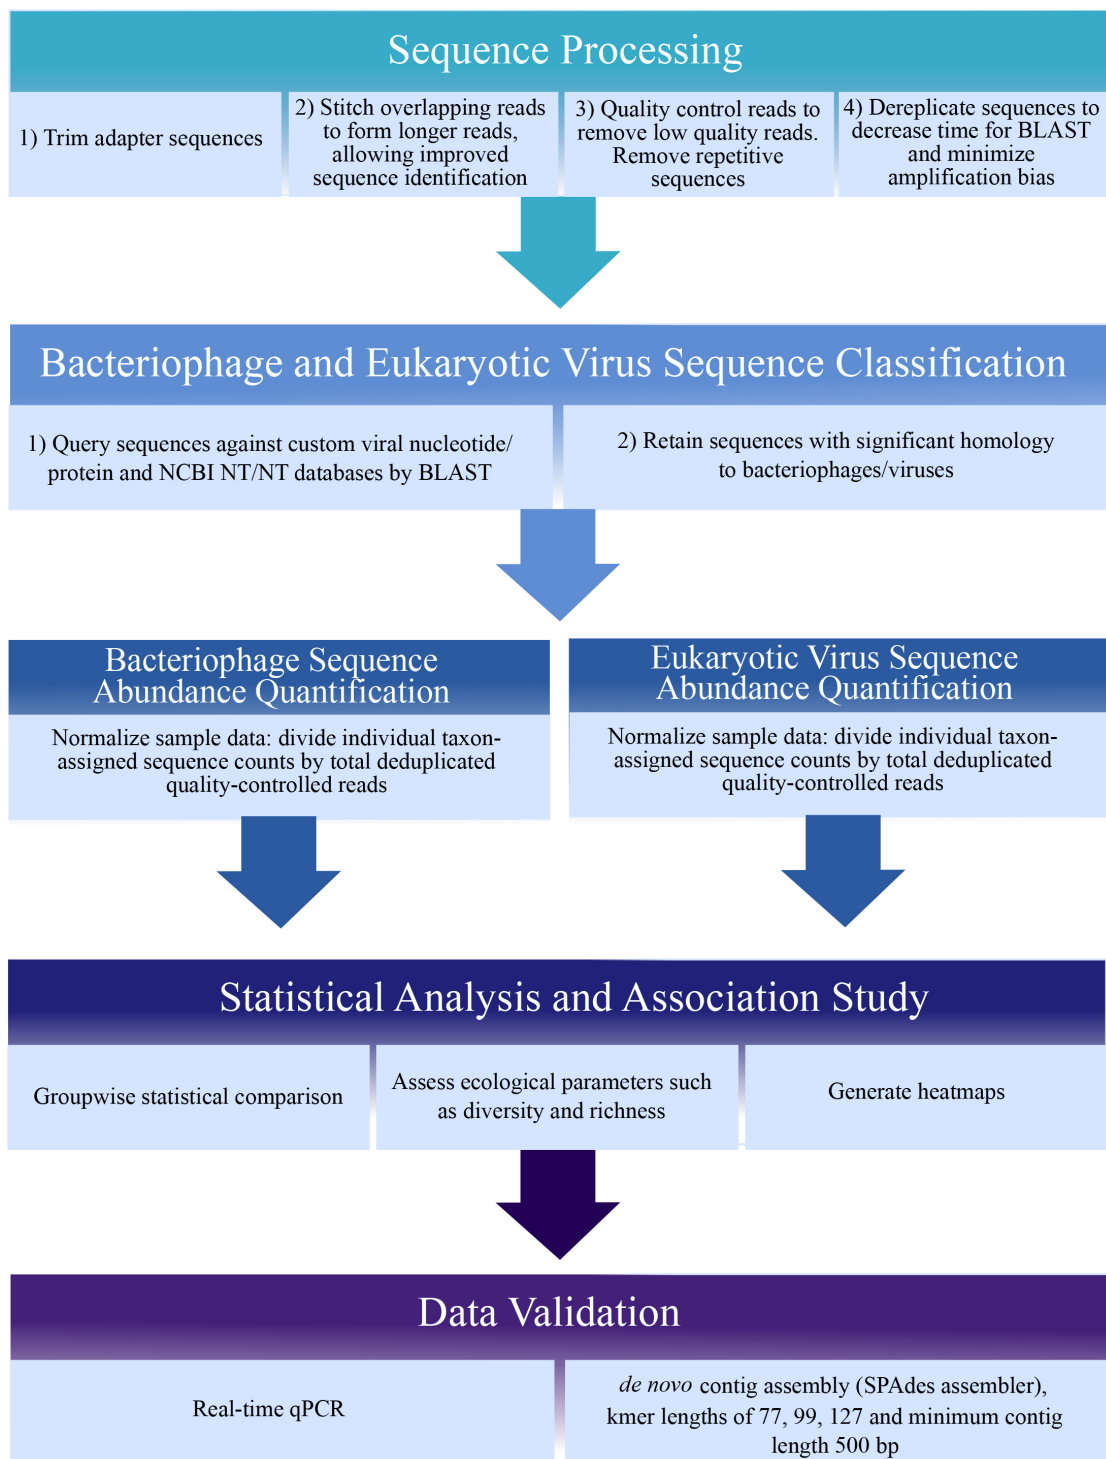 Sequence Processing
1) Trim adapter sequences
2) Stitch overlapping reads
to form longer reads,
allowing improved
sequence identification
3) Quality control reads to
remove low quality reads.
Remove repetitive
sequences
4) Dereplicate sequences to
decrease time for BLAST
and minimize
amplification bias
Bacteriophage and Eukaryotic Virus Sequence Classification
1) Query sequences against custom viral nucleotide/
protein and NCBI NT/NT databases by BLAST
2) Retain sequences with significant homology
to bacteriophages/viruses
Bacteriophage Sequence
Abundance Quantification
Normalize sample data: divide individual taxon-
assigned sequence counts by total deduplicated
quality-controlled reads
Eukaryotic Virus Sequence
Abundance Quantification
Normalize sample data: divide individual taxon-
assigned sequence counts by total deduplicated
quality-controlled reads
Statistical Analysis and Association Study
Groupwise statistical comparison
Assess ecological parameters such
as diversity and richness
Generate heatmaps
Data Validation
Real-time qPCR
de novo contig assembly (SPAdes assembler),
kmer lengths of 77, 99, 127 and minimum contig
length 500 bp